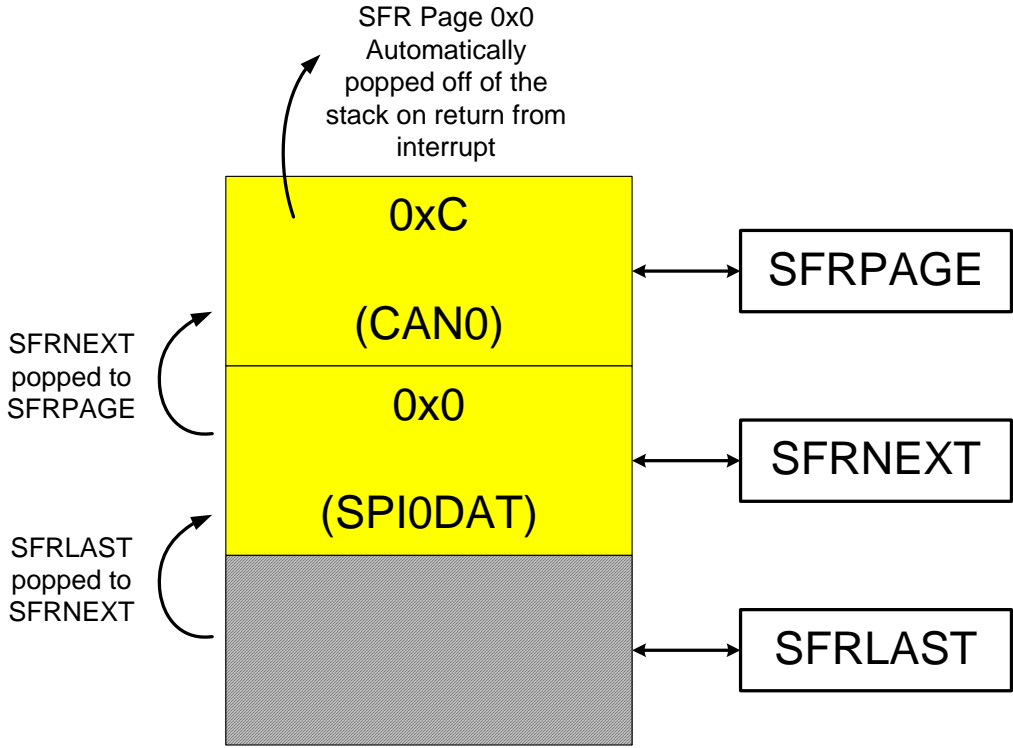 SFR Page 0x0
Automatically
popped off of the
stack on return from
interrupt
0xC
(CAN0)
SFRPAGE
SFRNEXT
popped to
SFRPAGE
0x0
(SPI0DAT)
SFRNEXT
SFRLAST
popped to
SFRNEXT
SFRLAST